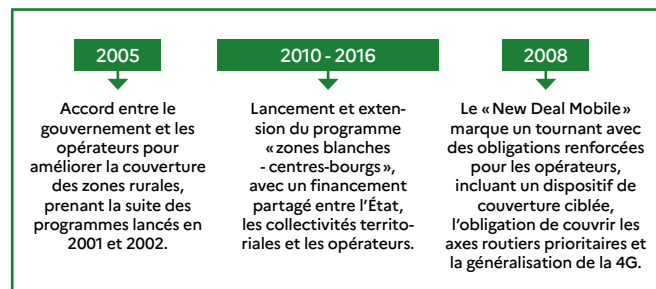 2005
Accord entre le
gouvernement et les
opérateurs pour
améliorer la couverture
des zones rurales,
prenant la suite des
programmes lancés en
2001 et 2002.
2010 - 2016
Lancement et exten-
sion du programme
« zones blanches
- centres-bourgs »,
avec un financement
partagé entre l’État,
les collectivités territo-
riales et les opérateurs.
2008
Le « New Deal Mobile »
marque un tournant avec
des obligations renforcées
pour les opérateurs,
incluant un dispositif de
couverture ciblée,
l’obligation de couvrir les
axes routiers prioritaires et
la généralisation de la 4G.